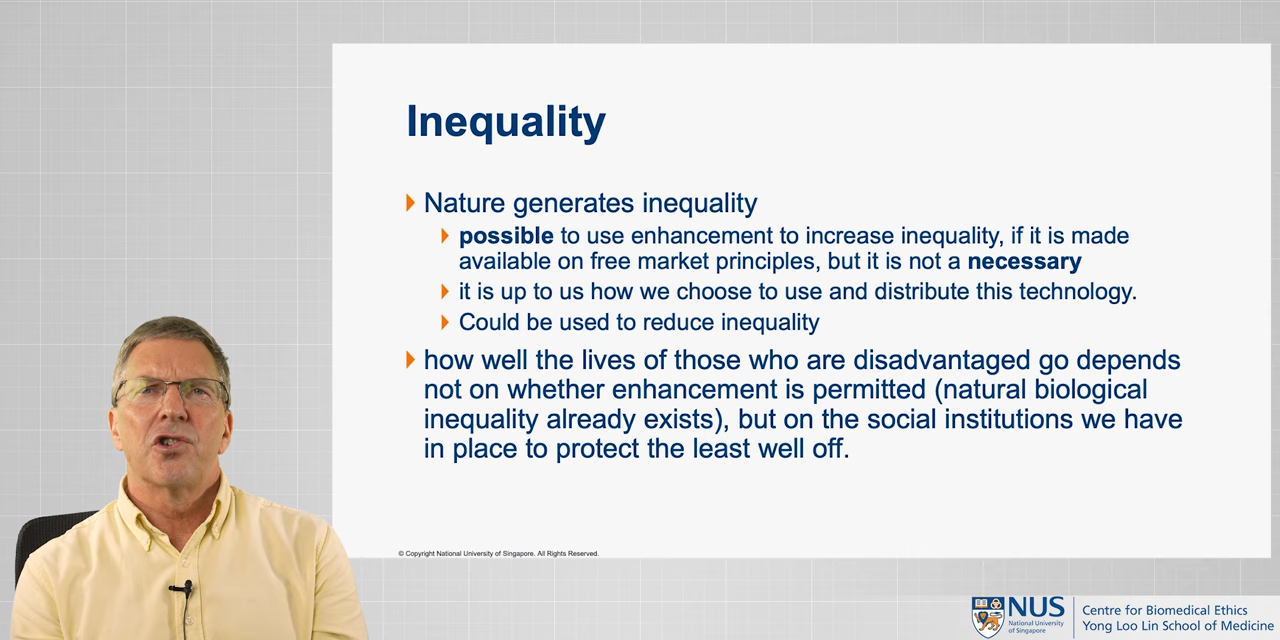 Inequality
Nature generates inequality
possible to use enhancement to increase inequality, if it is made
available on free market principles, but it is not a necessary
it is up to us how we choose to use and distribute this technology.
Could be used to reduce inequality
how well the lives of those who are disadvantaged go depends
not on whether enhancement is permitted (natural biological
inequality already exists), but on the social institutions we have
in place to protect the least well off.
© Copyright National University of Singapore. All Rights Reserved.
NUS
National University
of Singapore
Centre for Biomedical Ethics
Yong Loo Lin School of Medicine